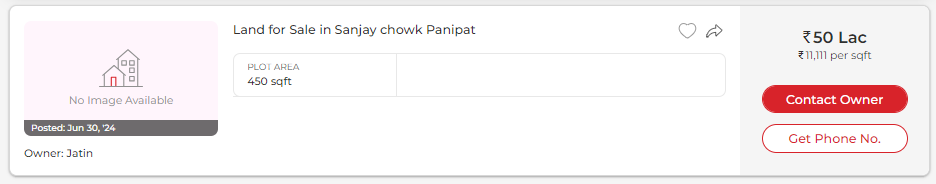 Land for Sale in Sanjay chowk Panipat
No Image Available
Posted: Jun 30, '24
Owner: Jatin
PLOT AREA
450 sqft
₹50 Lac
₹11,111 per sqft
Contact Owner
Get Phone No.